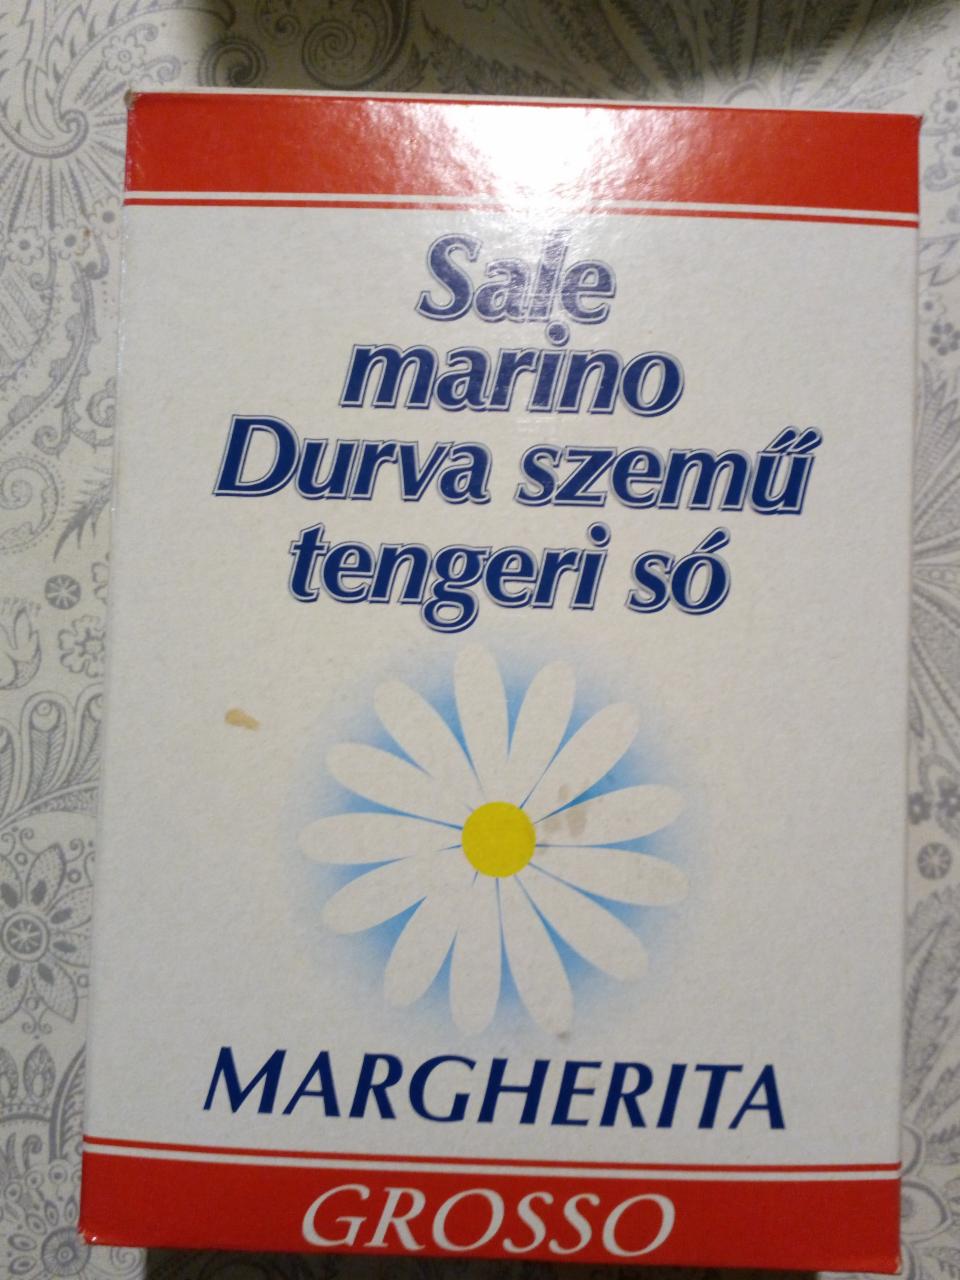 Sale
marino
Durva szemű
tengeri só
MARGHERITA
GROSSO